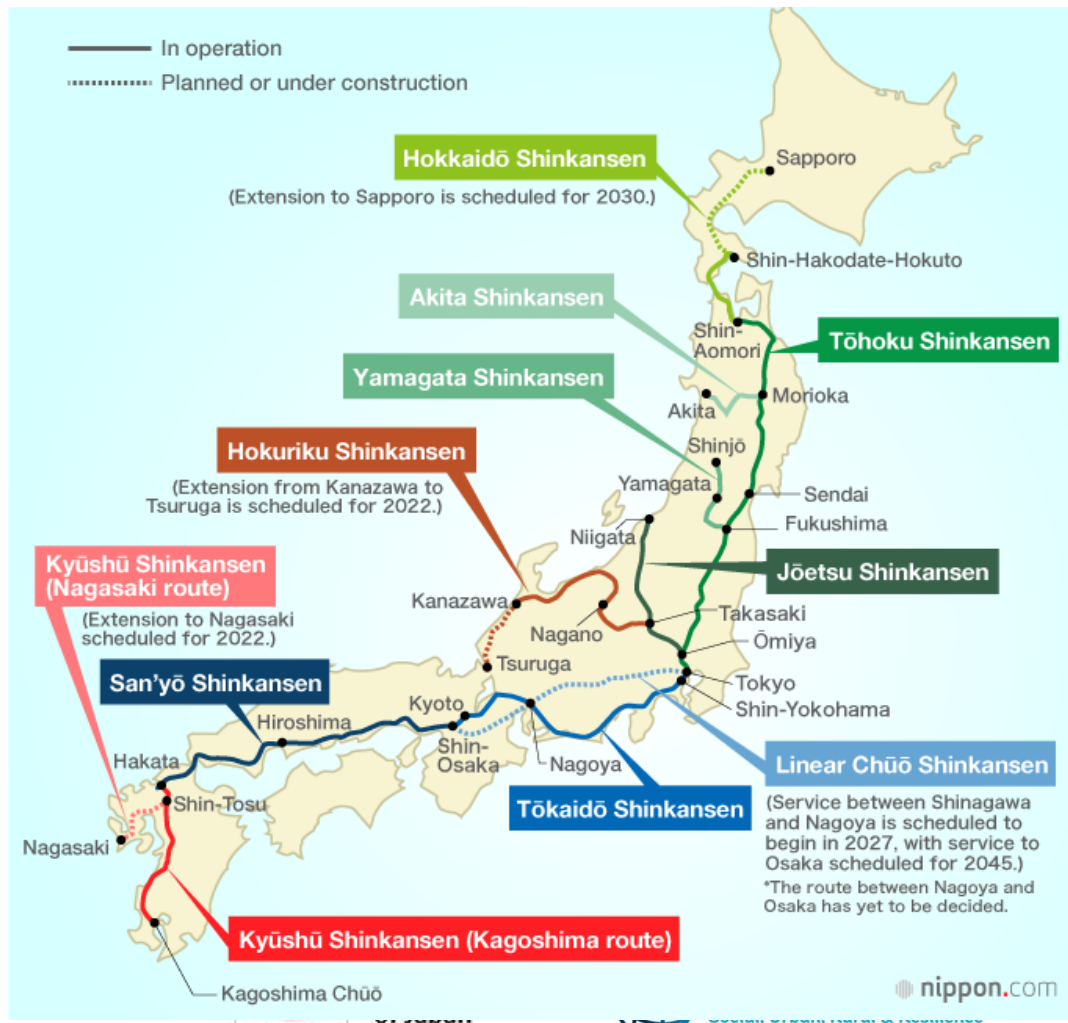 In operation
Planned or under construction
Hokkaidō Shinkansen
(Extension to Sapporo is scheduled for 2030.)
Sapporo
Shin-Hakodate-Hokuto
Akita Shinkansen
Shin-
Aomori
Tōhoku Shinkansen
Yamagata Shinkansen
Akita
Morioka
Hokuriku Shinkansen
(Extension from Kanazawa to
Tsuruga is scheduled for 2022.)
Shinjō
Yamagata
Sendai
Niigata
Fukushima
Kyūshū Shinkansen
(Nagasaki route)
(Extension to Nagasaki
scheduled for 2022.)
Jōetsu Shinkansen
Kanazawa
Nagano
Takasaki
Ōmiya
Tsuruga
Tokyo
Shin-Yokohama
San'yō Shinkansen
Kyoto
Hiroshima
Shin-
Osaka
Nagoya
Hakata
Shin-Tosu
Nagasaki
Linear Chūō Shinkansen
(Service between Shinagawa
and Nagoya is scheduled to
begin in 2027, with service to
Osaka scheduled for 2045.)
*The route between Nagoya and
Osaka has yet to be decided.
Tōkaidō Shinkansen
Kyūshū Shinkansen (Kagoshima route)
Kagoshima Chūō
nippon.com
of Japan
Social, Urban, Rural & Resilience